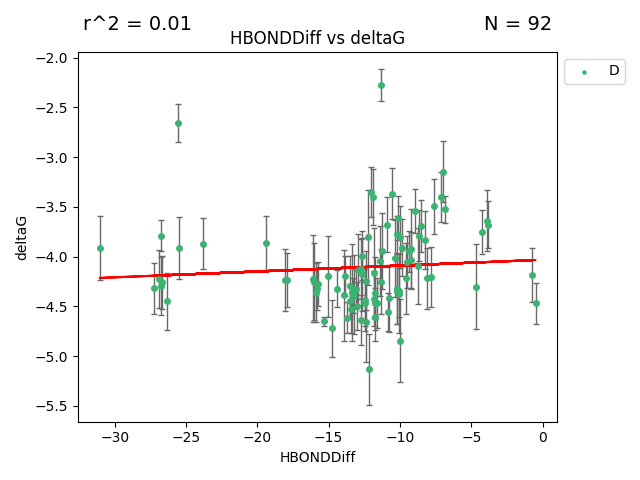 r^2 = 0.01 N = 92
HBONDDiff vs deltaG
D
deltaG
−2.0
−2.5
−3.0
−3.5
−4.0
−4.5
−5.0
−5.5
−30 −25 −20 −15 −10 −5 0
HBONDDiff